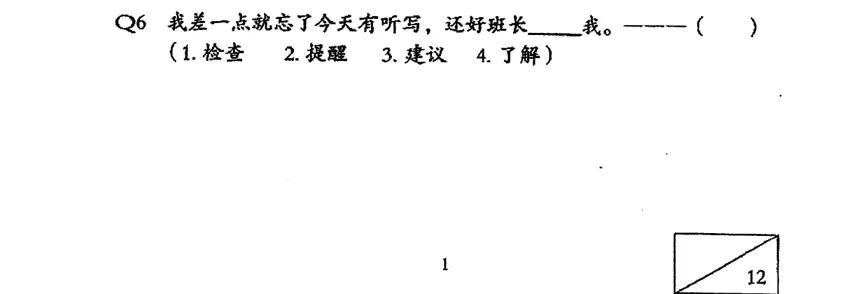 Q6 我差一点就忘了今天有听写，还好班长_____我。———（ ）
（1. 检查 2. 提醒 3. 建议 4. 了解）
1
12